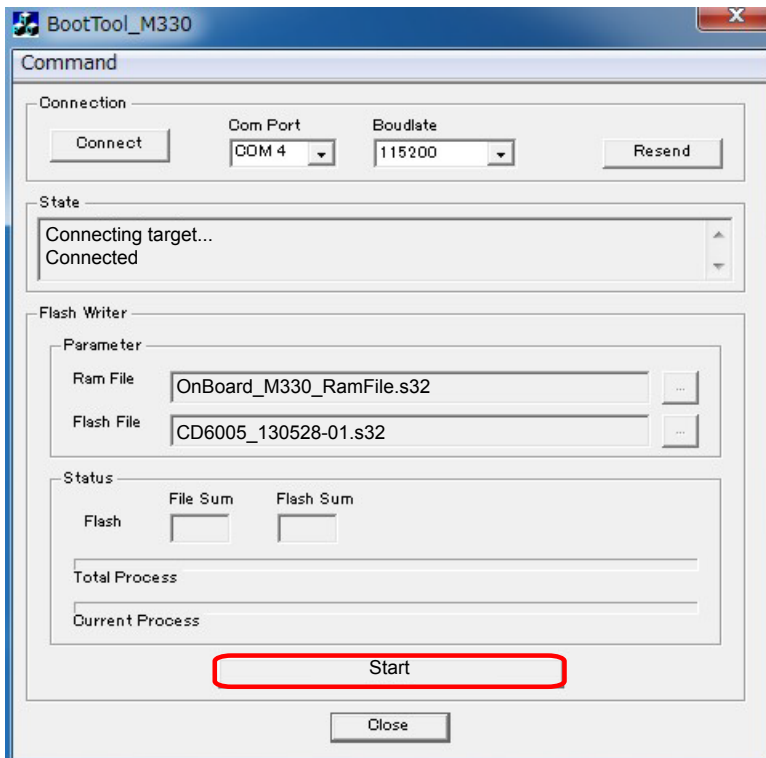 BootTool_M330
Command
Connection
Com Port Boudlate
Connect COM 4 115200 Resend
State
Connecting target...
Connected
Flash Writer
Parameter
Ram File OnBoard_M330_RamFile.s32 ...
Flash File CD6005_130528-01.s32 ...
Status
File Sum Flash Sum
Flash
Total Process
Current Process
Start
Close